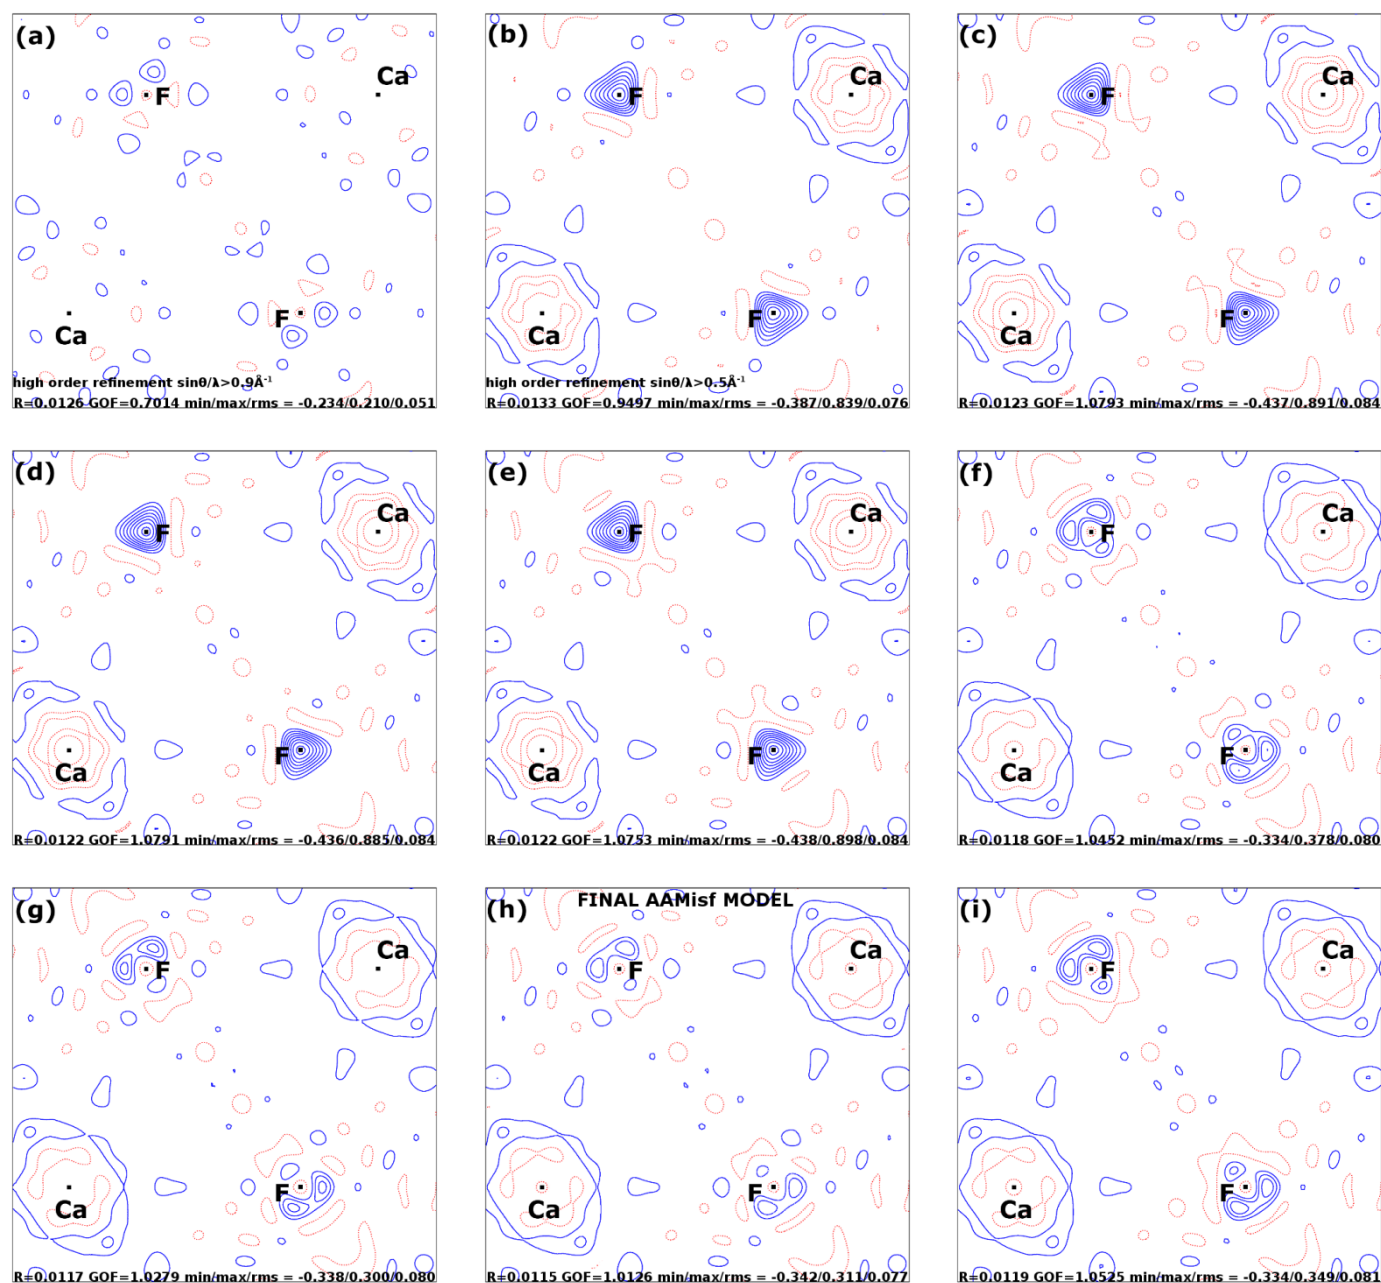 (a)
Ca
F
F
Ca
high order refinement sinθ/λ>0.9Å⁻¹
R=0.0126 GOF=0.7014 min/max/rms = -0.234/0.210/0.051
(b)
Ca
F
F
Ca
high order refinement sinθ/λ>0.5Å⁻¹
R=0.0133 GOF=0.9497 min/max/rms = -0.387/0.839/0.076
(c)
Ca
F
F
Ca
R=0.0123 GOF=1.0793 min/max/rms = -0.437/0.891/0.084
(d)
Ca
F
F
Ca
R=0.0122 GOF=1.0791 min/max/rms = -0.436/0.885/0.084
(e)
Ca
F
F
Ca
R=0.0122 GOF=1.0753 min/max/rms = -0.438/0.898/0.084
(f)
Ca
F
F
Ca
R=0.0118 GOF=1.0452 min/max/rms = -0.334/0.378/0.080
(g)
Ca
F
F
Ca
R=0.0117 GOF=1.0279 min/max/rms = -0.338/0.300/0.080
FINAL AAMisf MODEL
(h)
Ca
F
F
Ca
R=0.0115 GOF=1.0126 min/max/rms = -0.342/0.311/0.077
(i)
Ca
F
F
Ca
R=0.0119 GOF=1.0525 min/max/rms = -0.334/0.349/0.081